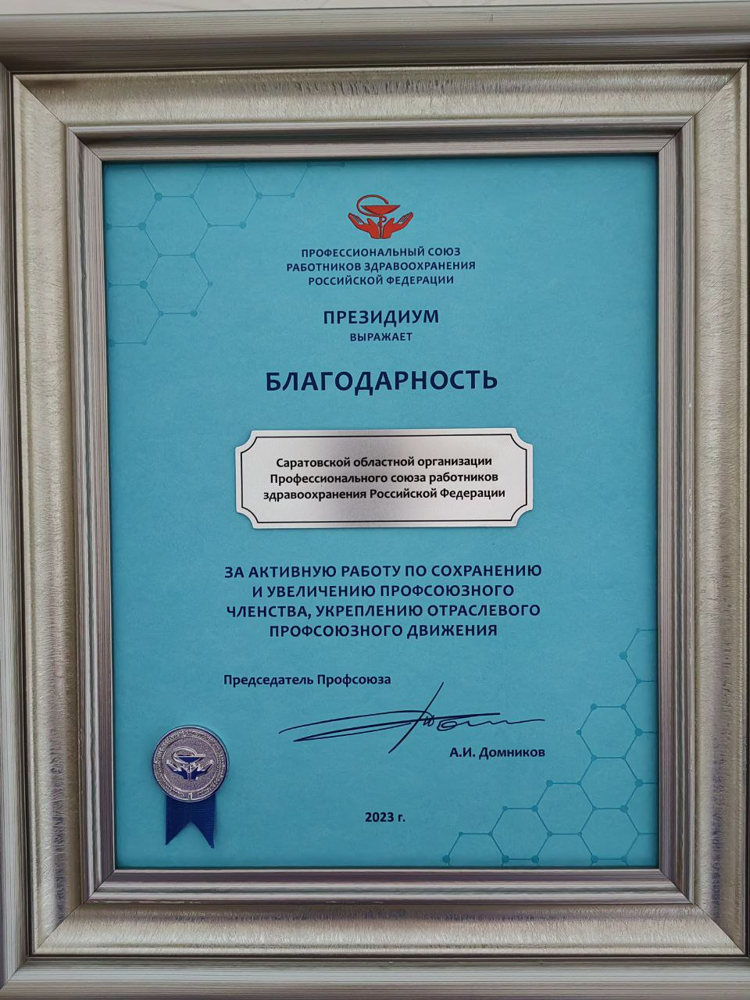 ПРОФЕССИОНАЛЬНЫЙ СОЮЗ
РАБОТНИКОВ ЗДРАВООХРАНЕНИЯ
РОССИЙСКОЙ ФЕДЕРАЦИИ
ПРЕЗИДИУМ
ВЫРАЖАЕТ
БЛАГОДАРНОСТЬ
Саратовской областной организации
Профессионального союза работников
здравоохранения Российской Федерации
ЗА АКТИВНУЮ РАБОТУ ПО СОХРАНЕНИЮ
И УВЕЛИЧЕНИЮ ПРОФСОЮЗНОГО
ЧЛЕНСТВА, УКРЕПЛЕНИЮ ОТРАСЛЕВОГО
ПРОФСОЮЗНОГО ДВИЖЕНИЯ
Председатель Профсоюза
А.И. Домников
2023 г.